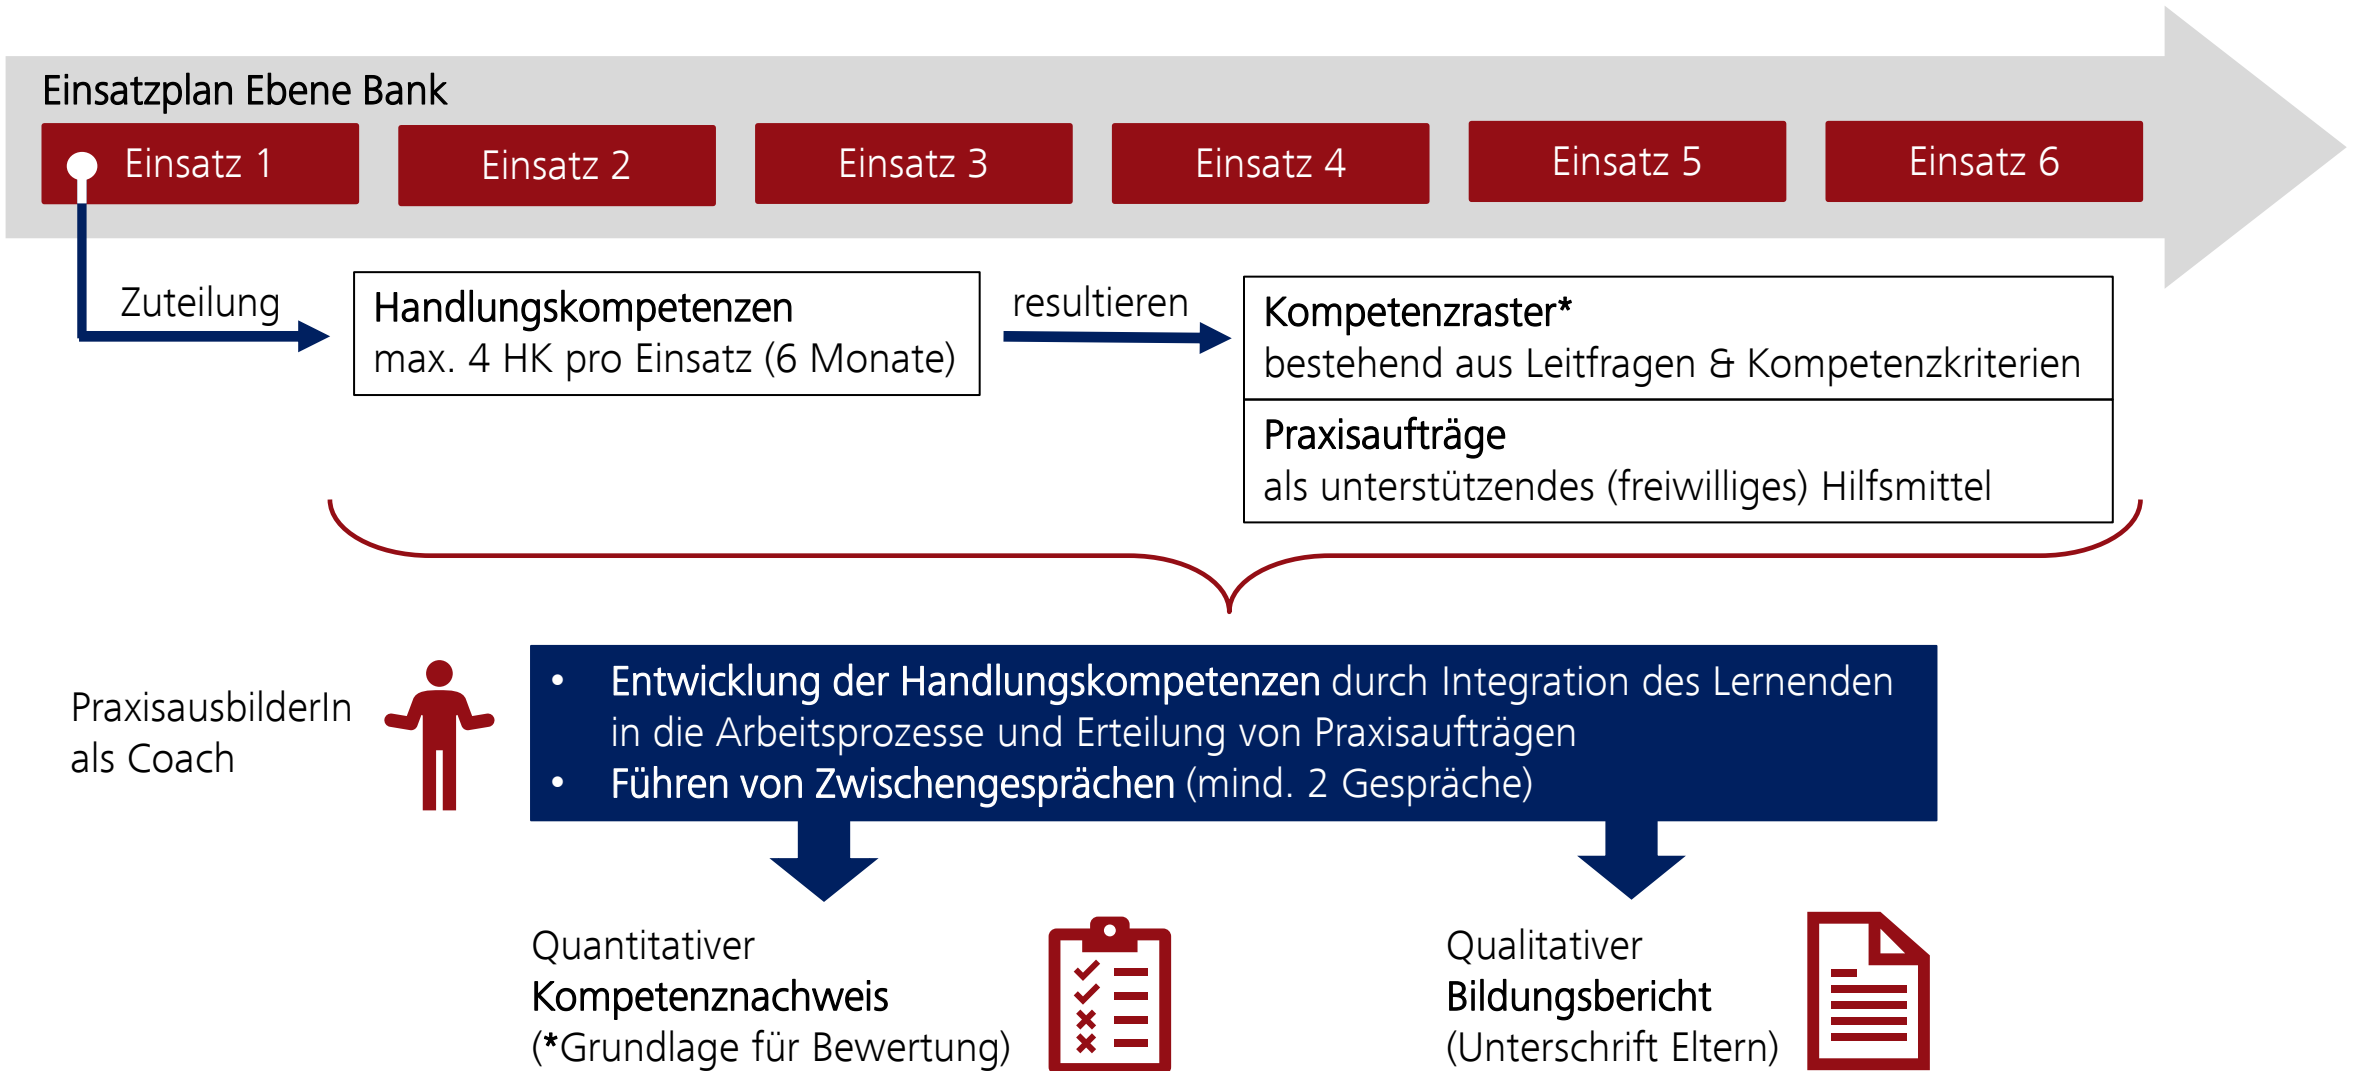 Einsatzplan Ebene Bank
Einsatz 1
Einsatz 2
Einsatz 3
Einsatz 4
Einsatz 5
Einsatz 6
Zuteilung
Handlungskompetenzen
max. 4 HK pro Einsatz (6 Monate)
resultieren
Kompetenzraster*
bestehend aus Leitfragen & Kompetenzkriterien
Praxisaufträge
als unterstützendes (freiwilliges) Hilfsmittel
PraxisausbilderIn
als Coach
• Entwicklung der Handlungskompetenzen durch Integration des Lernenden
in die Arbeitsprozesse und Erteilung von Praxisaufträgen
• Führen von Zwischengesprächen (mind. 2 Gespräche)
Quantitativer
Kompetenznachweis
(*Grundlage für Bewertung)
Qualitativer
Bildungsbericht
(Unterschrift Eltern)